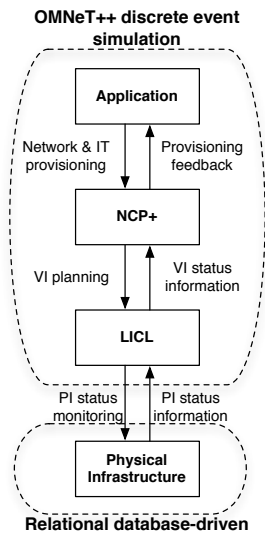 OMNeT++ discrete event
simulation
Application
Network & IT
provisioning
Provisioning
feedback
NCP+
VI planning
VI status
information
LICL
PI status
monitoring
PI status
information
Physical
Infrastructure
Relational database-driven